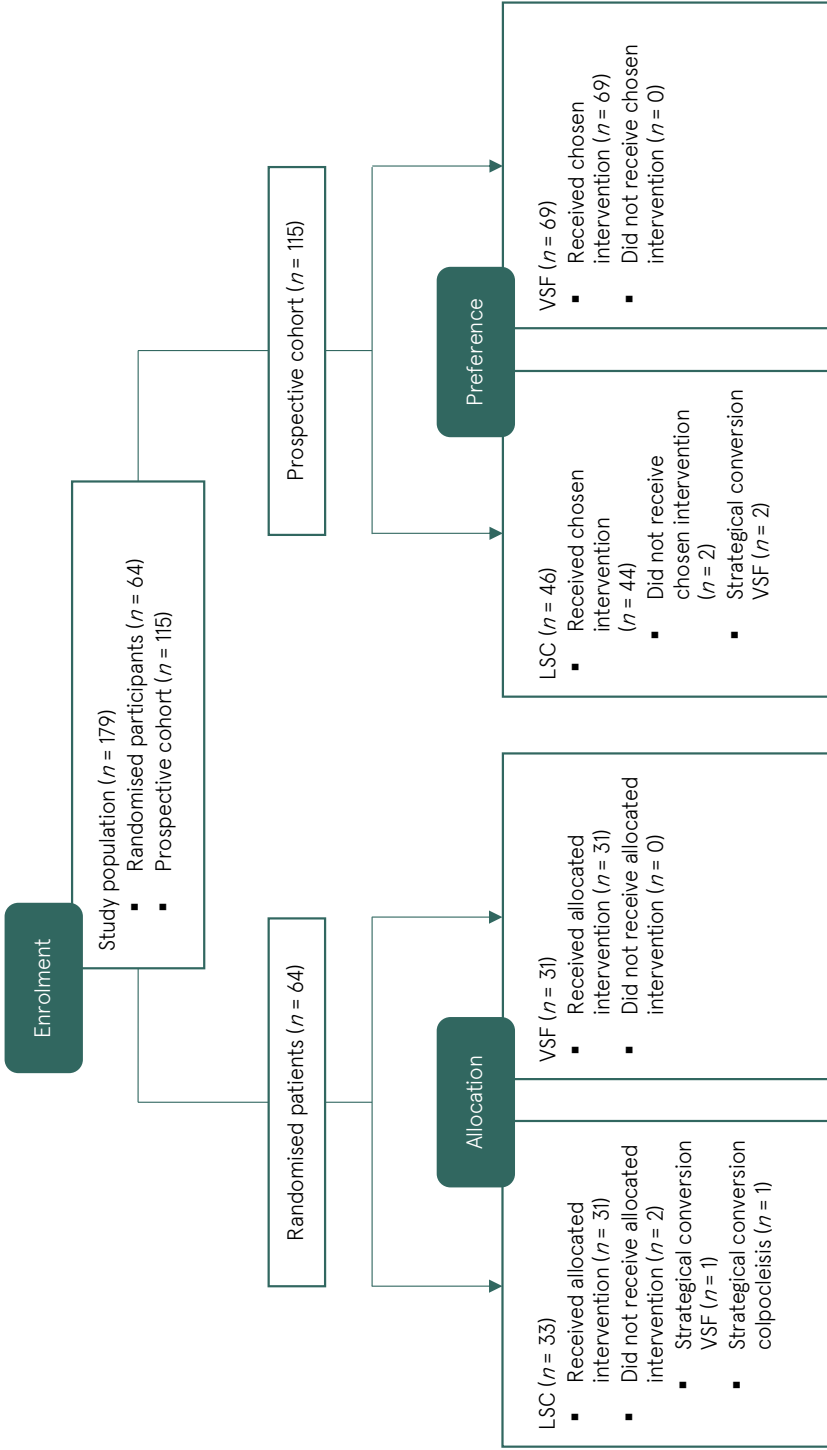 Enrolment
Study population (n = 179)
▪ Randomised participants (n = 64)
▪ Prospective cohort (n = 115)
Randomised patients (n = 64)
Prospective cohort (n = 115)
Allocation
LSC (n = 33)
▪ Received allocated
intervention (n = 31)
▪ Did not receive allocated
intervention (n = 2)
▪ Strategical conversion
VSF (n = 1)
▪ Strategical conversion
colpocleisis (n = 1)
VSF (n = 31)
▪ Received allocated
intervention (n = 31)
▪ Did not receive allocated
intervention (n = 0)
Preference
LSC (n = 46)
▪ Received chosen
intervention
(n = 44)
▪ Did not receive
chosen intervention
(n = 2)
▪ Strategical conversion
VSF (n = 2)
VSF (n = 69)
▪ Received chosen
intervention (n = 69)
▪ Did not receive chosen
intervention (n = 0)